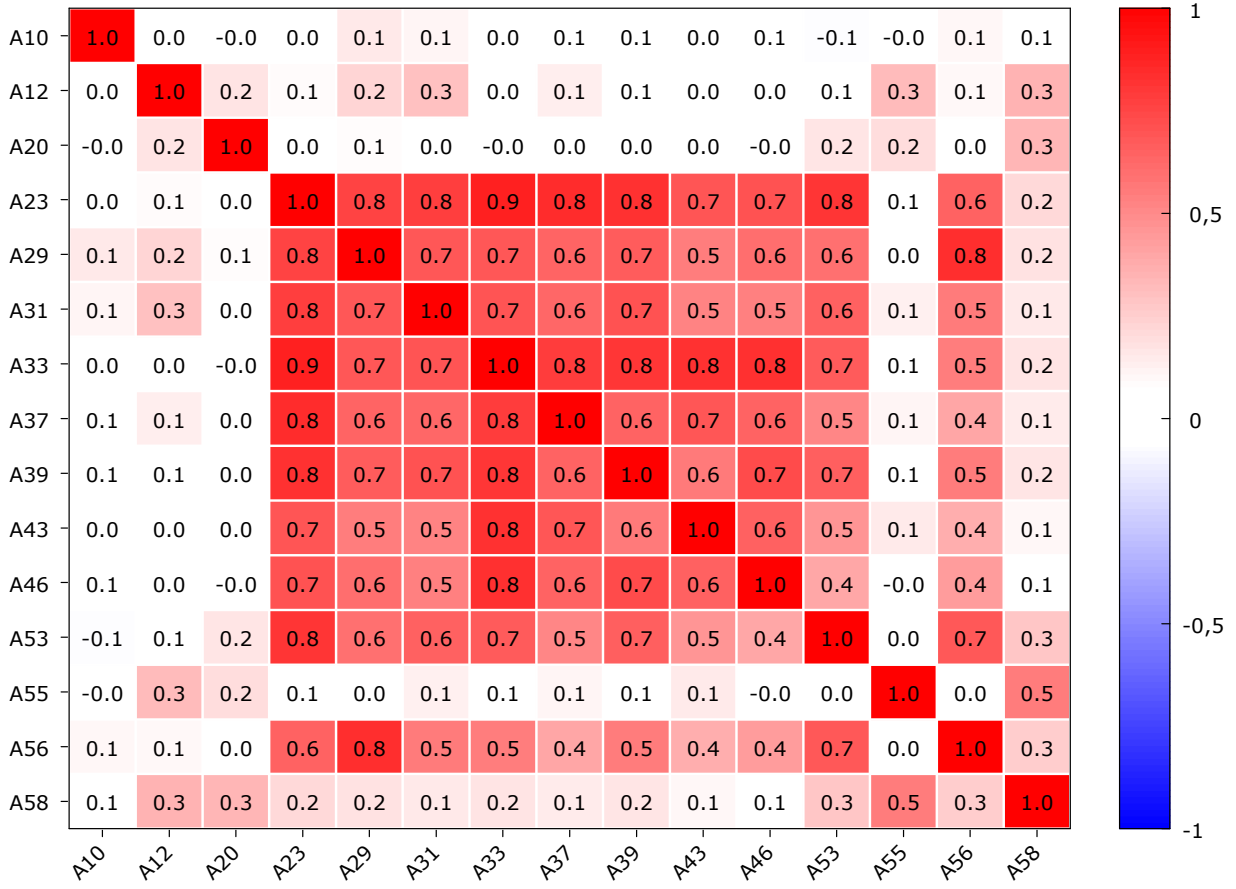 A10 1.0 0.0 -0.0 0.0 0.1 0.1 0.0 0.1 0.1 0.0 0.1 -0.1 -0.0 0.1 0.1
A12 0.0 1.0 0.2 0.1 0.2 0.3 0.0 0.1 0.1 0.0 0.0 0.1 0.3 0.1 0.3
A20 -0.0 0.2 1.0 0.0 0.1 0.0 -0.0 0.0 0.0 0.0 -0.0 0.2 0.2 0.0 0.3
A23 0.0 0.1 0.0 1.0 0.8 0.8 0.9 0.8 0.8 0.7 0.7 0.8 0.1 0.6 0.2
A29 0.1 0.2 0.1 0.8 1.0 0.7 0.7 0.6 0.7 0.5 0.6 0.6 0.0 0.8 0.2
A31 0.1 0.3 0.0 0.8 0.7 1.0 0.7 0.6 0.7 0.5 0.5 0.6 0.1 0.5 0.1
A33 0.0 0.0 -0.0 0.9 0.7 0.7 1.0 0.8 0.8 0.8 0.8 0.7 0.1 0.5 0.2
A37 0.1 0.1 0.0 0.8 0.6 0.6 0.8 1.0 0.6 0.7 0.6 0.5 0.1 0.4 0.1
A39 0.1 0.1 0.0 0.8 0.7 0.7 0.8 0.6 1.0 0.6 0.7 0.7 0.1 0.5 0.2
A43 0.0 0.0 0.0 0.7 0.5 0.5 0.8 0.7 0.6 1.0 0.6 0.5 0.1 0.4 0.1
A46 0.1 0.0 -0.0 0.7 0.6 0.5 0.8 0.6 0.7 0.6 1.0 0.4 -0.0 0.4 0.1
A53 -0.1 0.1 0.2 0.8 0.6 0.6 0.7 0.5 0.7 0.5 0.4 1.0 0.0 0.7 0.3
A55 -0.0 0.3 0.2 0.1 0.0 0.1 0.1 0.1 0.1 0.1 -0.0 0.0 1.0 0.0 0.5
A56 0.1 0.1 0.0 0.6 0.8 0.5 0.5 0.4 0.5 0.4 0.4 0.7 0.0 1.0 0.3
A58 0.1 0.3 0.3 0.2 0.2 0.1 0.2 0.1 0.2 0.1 0.1 0.3 0.5 0.3 1.0
A10 A12 A20 A23 A29 A31 A33 A37 A39 A43 A46 A53 A55 A56 A58
1
0,5
0
-0,5
-1